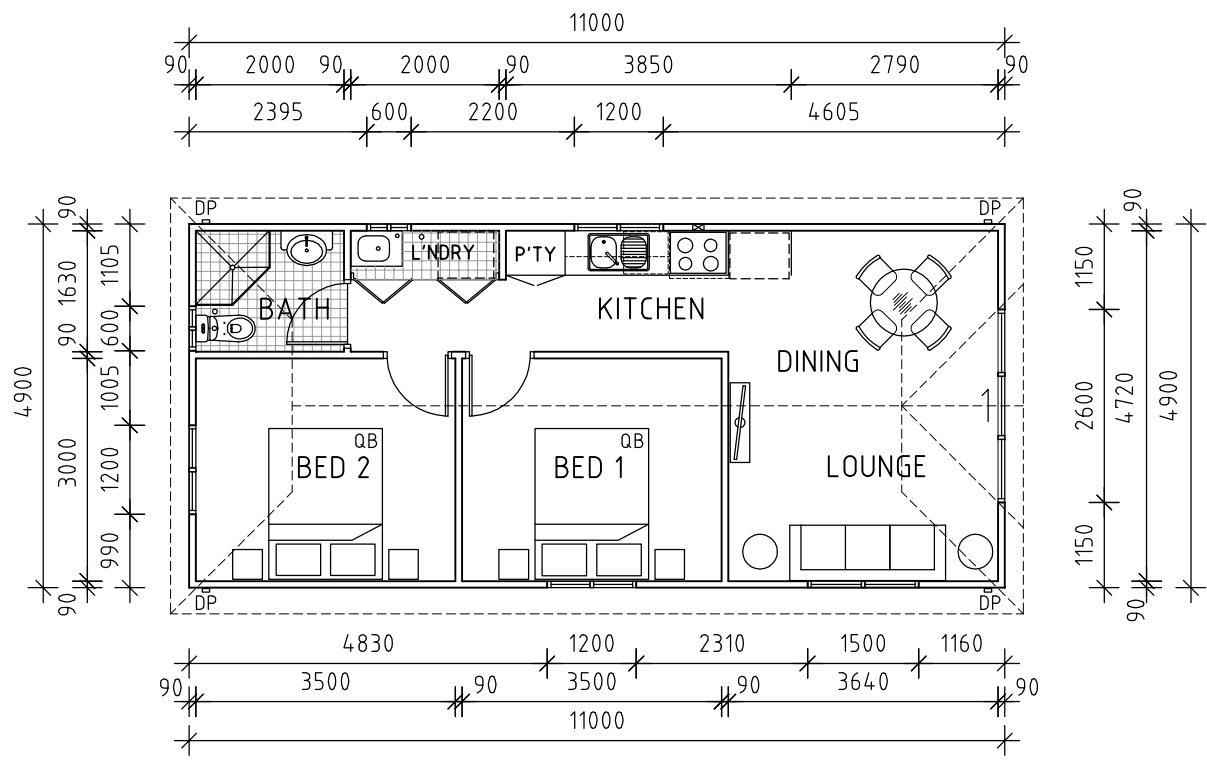 11000
90 2000 90 2000 90 3850 2790 90
2395 600 2200 1200 4605
DP DP
90 90
1105 1630 L'NDRY P'TY 1150
BATH KITCHEN
600 90
DINING
4900 1005 2600 4720 4900
1
QB QB
3000 1200 BED 2 BED 1 LOUNGE
990 1150
90 DP DP 90
4830 1200 2310 1500 1160
90 3500 90 3500 90 3640 90
11000